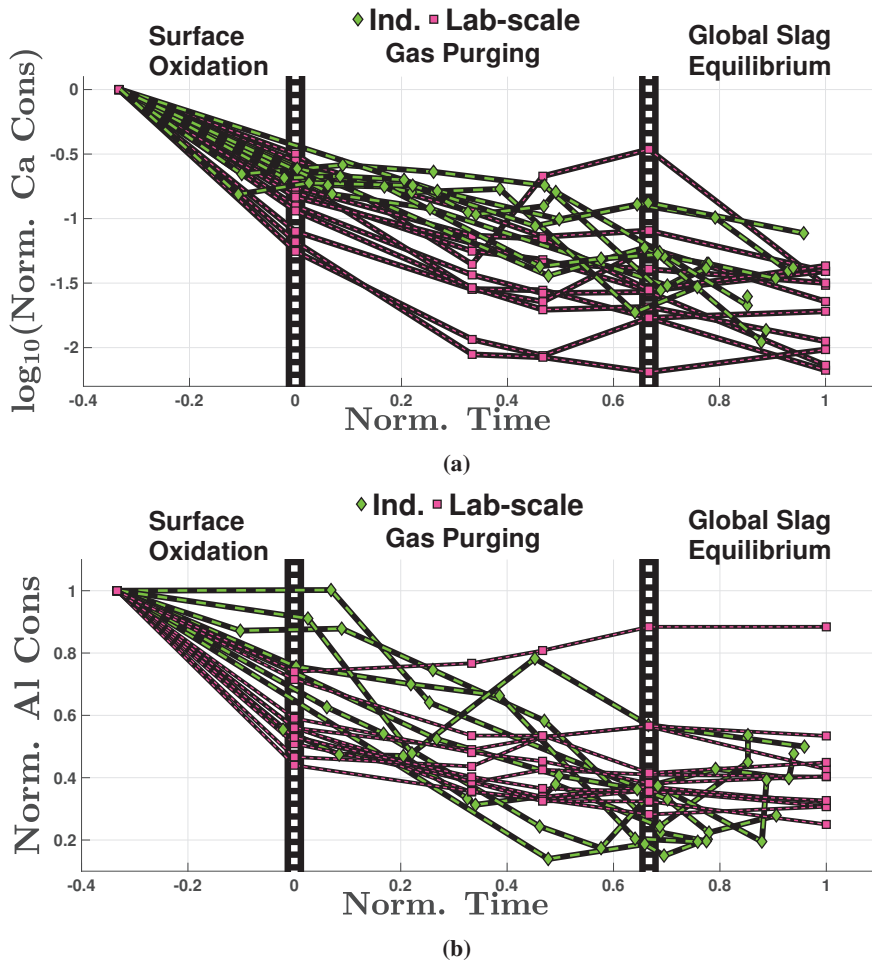 Ind. Lab-scale
Surface Oxidation
Gas Purging
Global Slag Equilibrium
0
-0.5
-1
-1.5
-2
log₁₀(Norm. Ca Cons)
-0.4 -0.2 0 0.2 0.4 0.6 0.8 1
Norm. Time
(a)
Ind. Lab-scale
Surface Oxidation
Gas Purging
Global Slag Equilibrium
1
0.8
0.6
0.4
0.2
Norm. Al Cons
-0.4 -0.2 0 0.2 0.4 0.6 0.8 1
Norm. Time
(b)